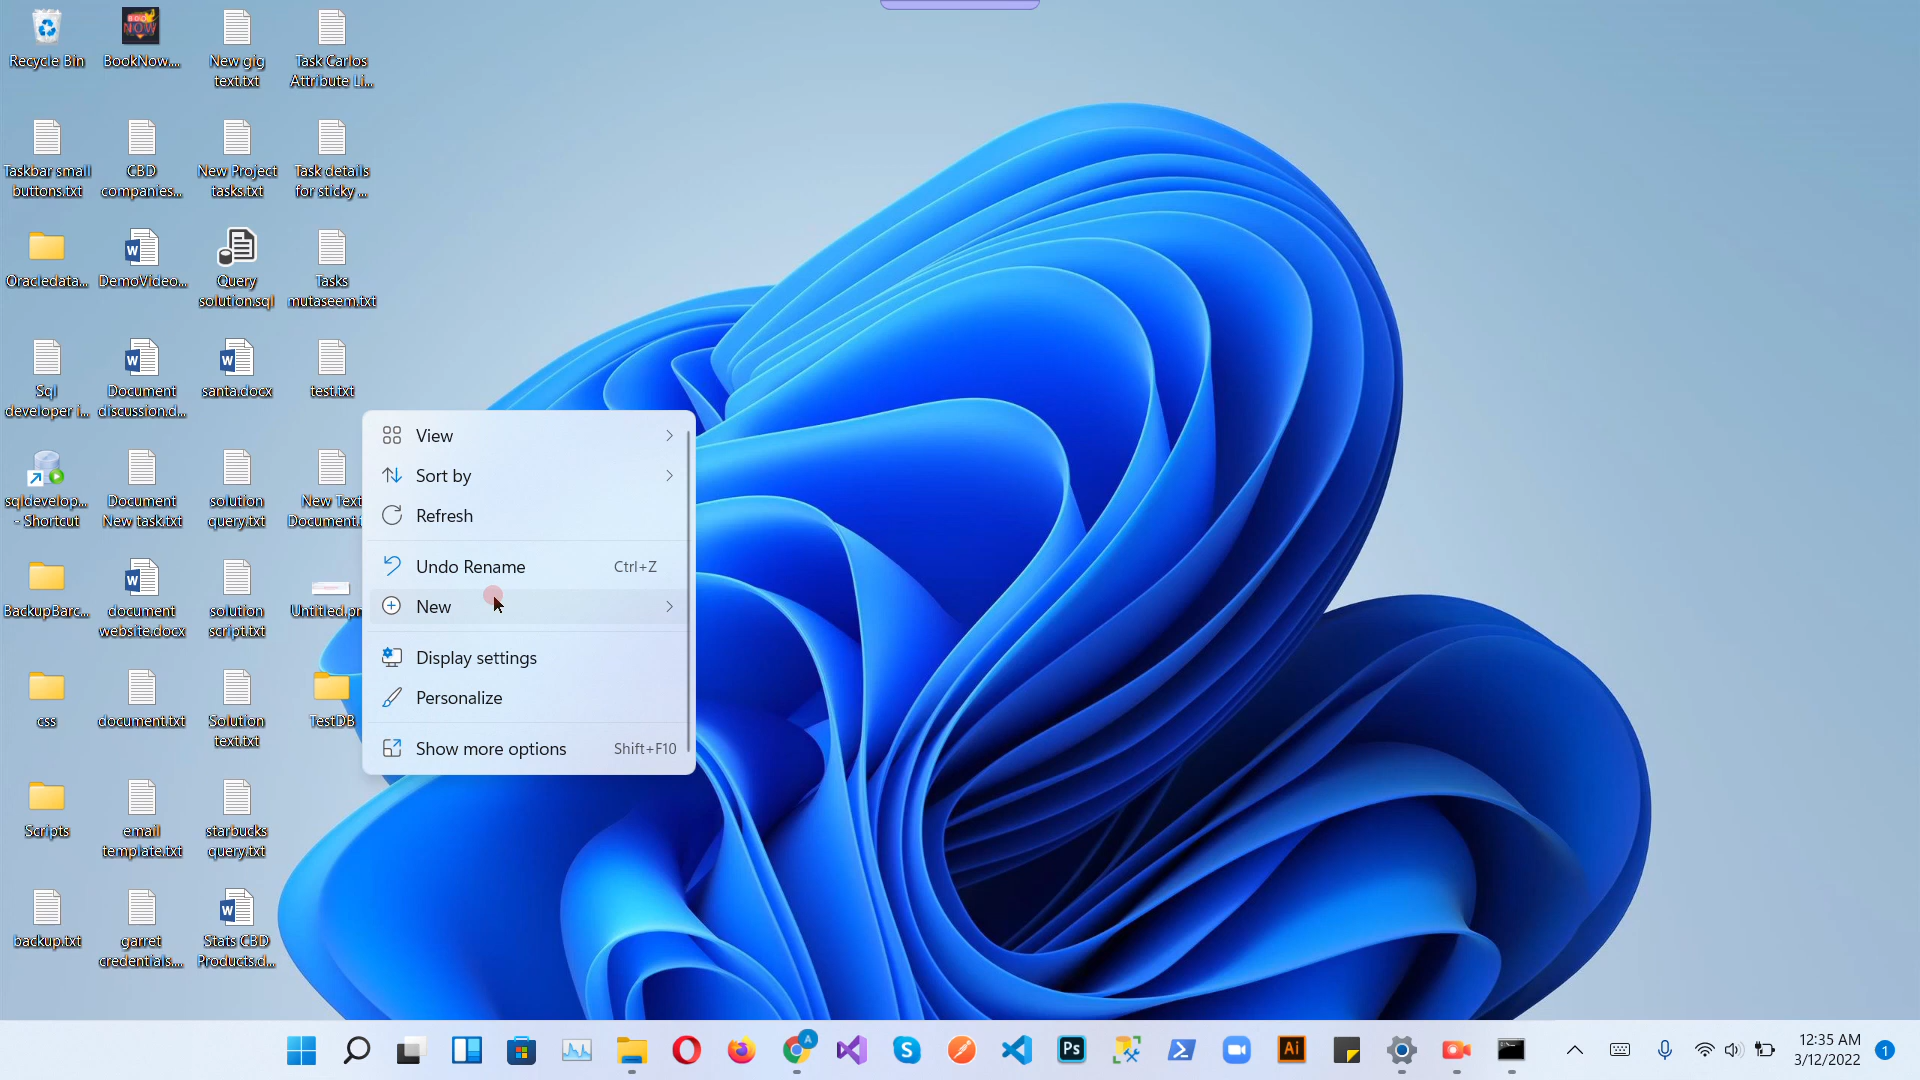 Recycle Bin
BookNow....
New gig
text.txt
Task Carlos
Attribute Li...
Taskbar small
buttons.txt
CBD
companies...
New Project
tasks.txt
Task details
for sticky ...
Oracledata...
DemoVideo...
Query
solution.sql
Tasks
mutaseem.txt
Sql
developer i...
Document
discussion.d...
santa.docx
test.txt
sqldevelop...
- Shortcut
Document
New task.txt
solution
query.txt
New Text
Document.t
BackupBarc...
document
website.docx
solution
script.txt
Untitled.pn
css
document.txt
Solution
text.txt
TestDB
Scripts
email
template.txt
starbucks
query.txt
backup.txt
garret
credentials....
Stats CBD
Products.d...
BOOK
NOW
View
Sort by
Refresh
Undo Rename Ctrl+Z
New
Display settings
Personalize
Show more options Shift+F10
A
S
Ps
Ai
12:35 AM
3/12/2022
1